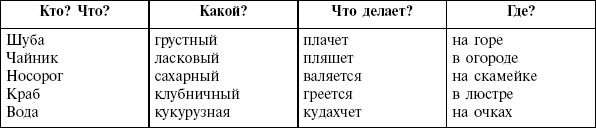 Кто? Что? Какой? Что делает? Где?
Шуба грустный плачет на горе
Чайник ласковый пляшет в огороде
Носорог сахарный валяется на скамейке
Краб клубничный греется в люстре
Вода кукурузная кудахчет на очках